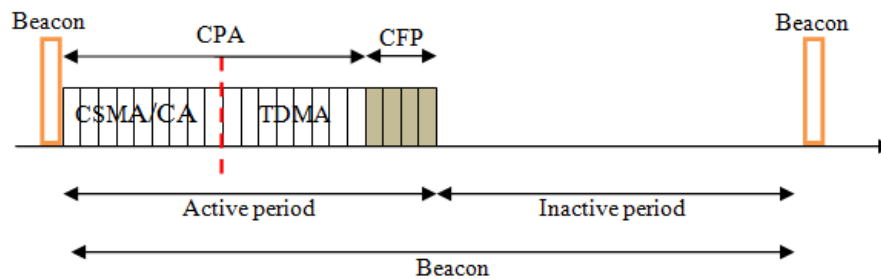 Beacon
CPA
CFP
Beacon
CSMA/CA
TDMA
Active period
Inactive period
Beacon